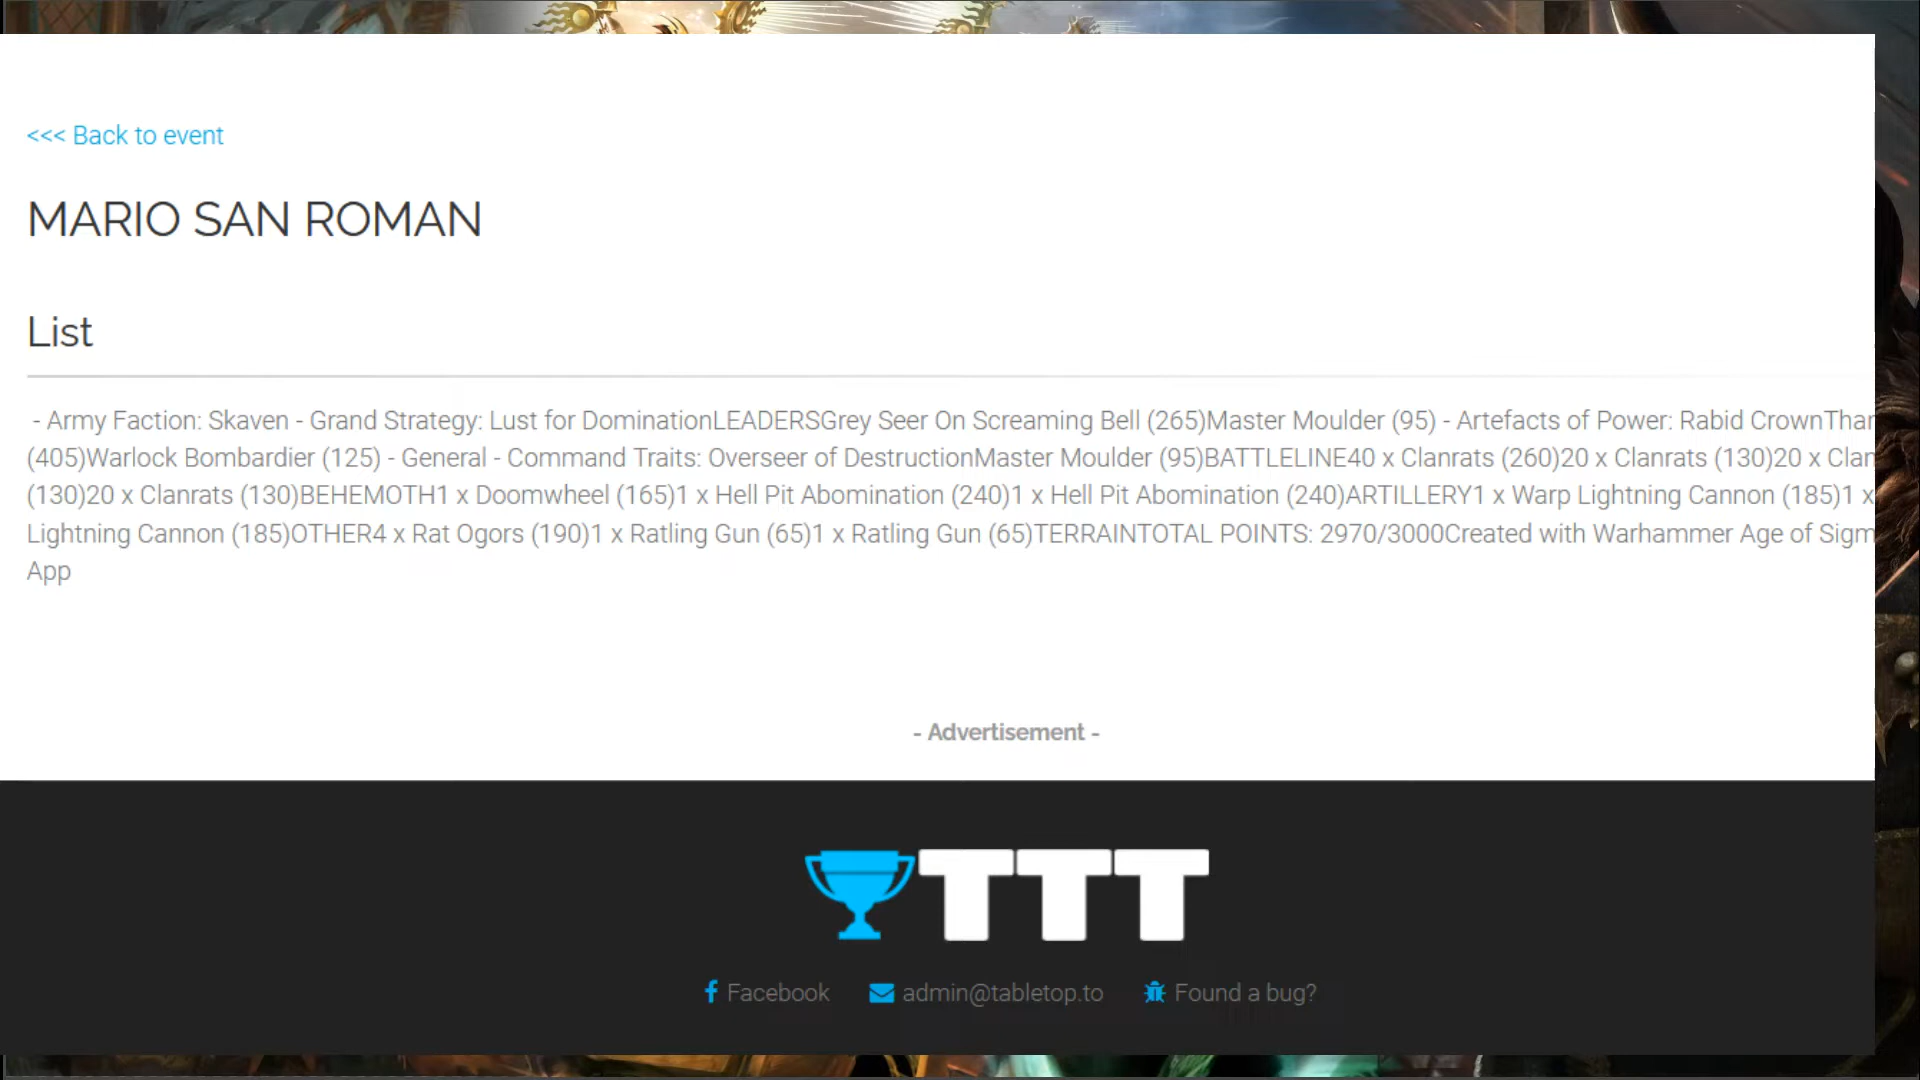 <<< Back to event
MARIO SAN ROMAN
List
- Army Faction: Skaven - Grand Strategy: Lust for DominationLEADERSGrey Seer On Screaming Bell (265)Master Moulder (95) - Artefacts of Power: Rabid Crown
(405)Warlock Bombardier (125) - General - Command Traits: Overseer of DestructionMaster Moulder (95)BATTLELINE40 x Clanrats (260)20 x Clanrats (130)20 x
(130)20 x Clanrats (130)BEHEMOTH1 x Doomwheel (165)1 x Hell Pit Abomination (240)1 x Hell Pit Abomination (240)ARTILLERY1 x Warp Lightning Cannon (185)1 x
Lightning Cannon (185)OTHER4 x Rat Ogors (190)1 x Ratling Gun (65)1 x Ratling Gun (65)TERRAINTOTAL POINTS: 2970/3000Created with Warhammer Age of
App
- Advertisement -
TTT
Facebook admin@tabletop.to Found a bug?